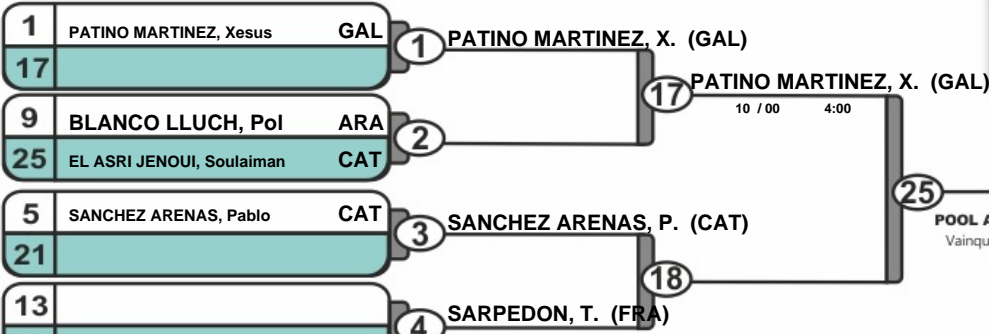 1 PATINO MARTINEZ, Xesus GAL
17
1 PATINO MARTINEZ, X. (GAL)
17 PATINO MARTINEZ, X. (GAL)
10 / 00 4:00
9 BLANCO LLUCH, Pol ARA
25 EL ASRI JENOUI, Soulaiman CAT
2
25
POOL A
Vainqu
5 SANCHEZ ARENAS, Pablo CAT
21
3 SANCHEZ ARENAS, P. (CAT)
18
13
4 SARPEDON, T. (FRA)